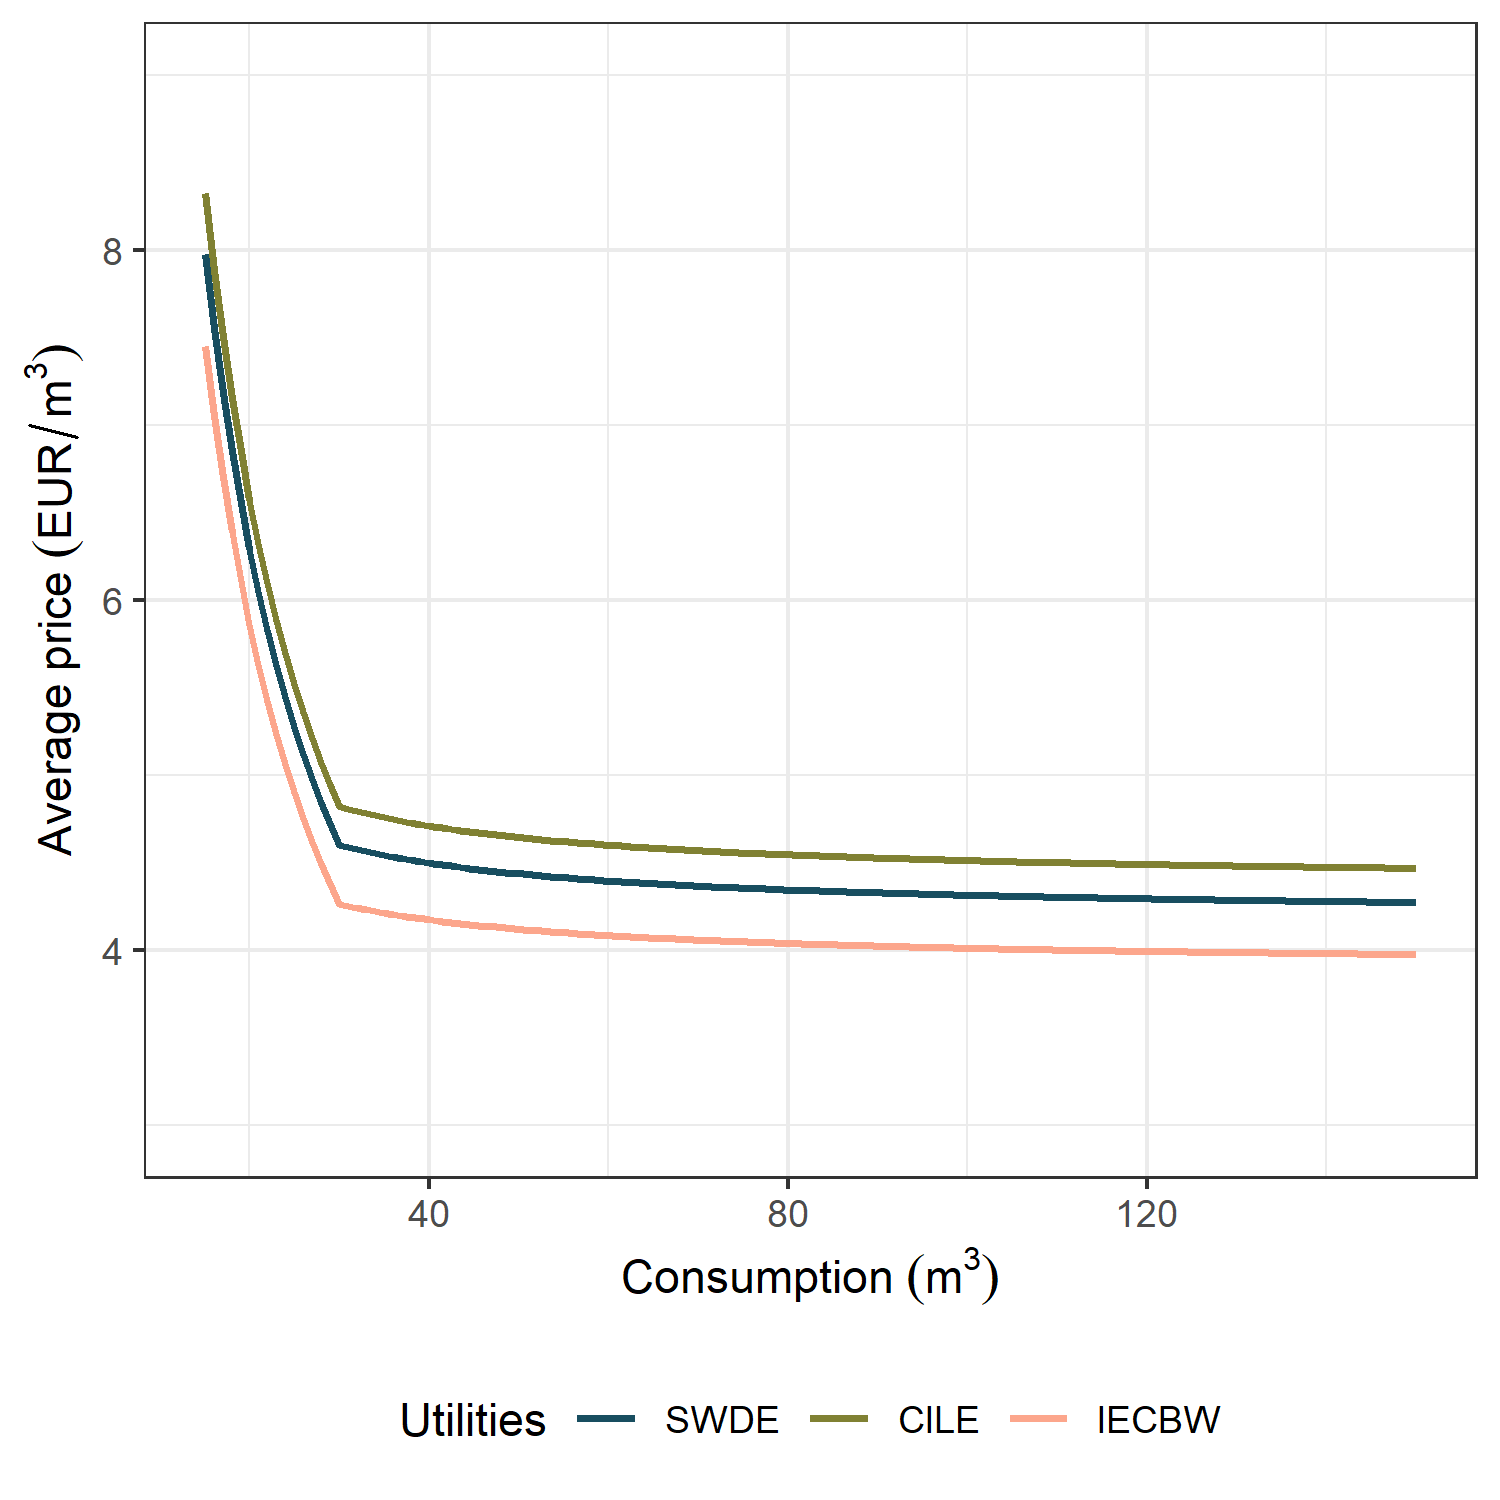 8
6
4
Average price (EUR/m³)
40 80 120
Consumption (m³)
Utilities SWDE CILE IECBW